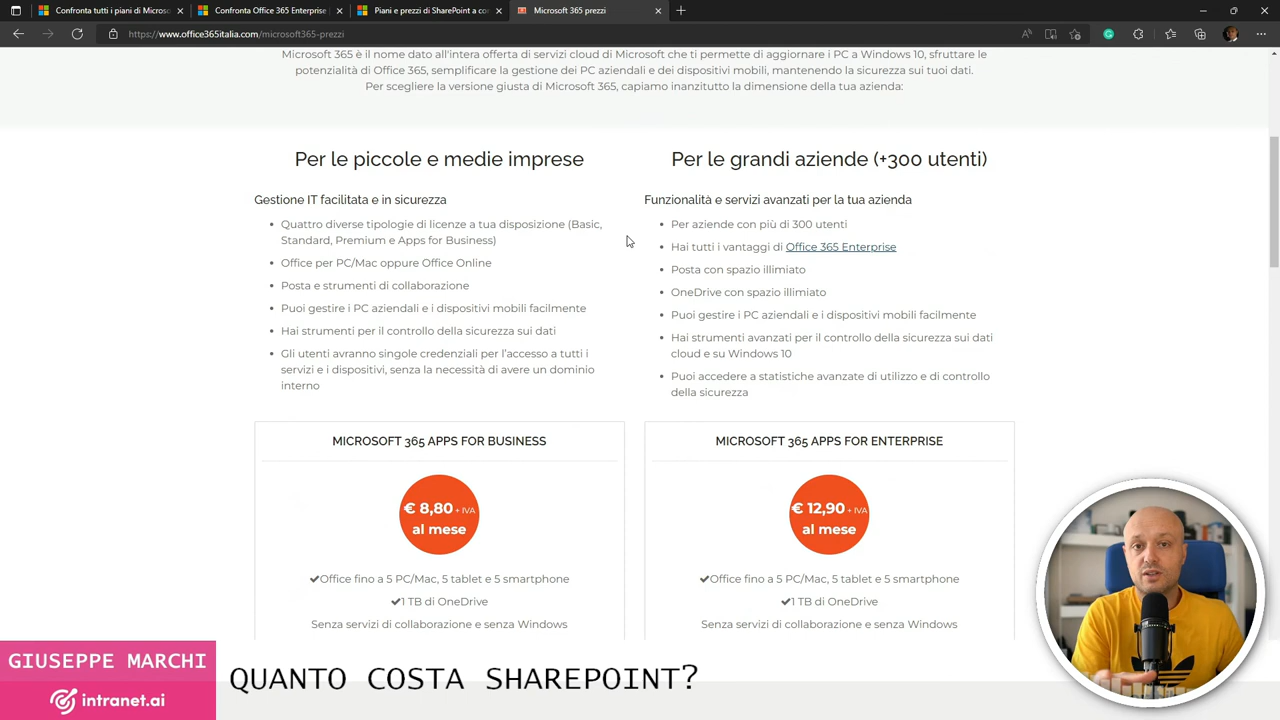 Confronta tutti i piani di Microso
Confronta Office 365 Enterprise
Piani e prezzi di SharePoint a co
Microsoft 365 prezzi
https://www.office365italia.com/microsoft365-prezzi
Microsoft 365 è il nome dato all'intera offerta di servizi cloud di Microsoft che ti permette di aggiornare i PC a Windows 10, sfruttare le
potenzialità di Office 365, semplificare la gestione dei PC aziendali e dei dispositivi mobili, mantenendo la sicurezza sui tuoi dati.
Per scegliere la versione giusta di Microsoft 365, capiamo inanzitutto la dimensione della tua azienda:
Per le piccole e medie imprese
Gestione IT facilitata e in sicurezza
Quattro diverse tipologie di licenze a tua disposizione (Basic,
Standard, Premium e Apps for Business)
Office per PC/Mac oppure Office Online
Posta e strumenti di collaborazione
Puoi gestire i PC aziendali e i dispositivi mobili facilmente
Hai strumenti per il controllo della sicurezza sui dati
Gli utenti avranno singole credenziali per l'accesso a tutti i
servizi e i dispositivi, senza la necessità di avere un dominio
interno
Per le grandi aziende (+300 utenti)
Funzionalità e servizi avanzati per la tua azienda
Per aziende con più di 300 utenti
Hai tutti i vantaggi di Office 365 Enterprise
Posta con spazio illimiato
OneDrive con spazio illimiato
Puoi gestire i PC aziendali e i dispositivi mobili facilmente
Hai strumenti avanzati per il controllo della sicurezza sui dati
cloud e su Windows 10
Puoi accedere a statistiche avanzate di utilizzo e di controllo
della sicurezza
MICROSOFT 365 APPS FOR BUSINESS
€ 8,80 + IVA
al mese
✔Office fino a 5 PC/Mac, 5 tablet e 5 smartphone
✔1 TB di OneDrive
Senza servizi di collaborazione e senza Windows
MICROSOFT 365 APPS FOR ENTERPRISE
€ 12,90 + IVA
al mese
✔Office fino a 5 PC/Mac, 5 tablet e 5 smartphone
✔1 TB di OneDrive
Senza servizi di collaborazione e senza Windows
GIUSEPPE MARCHI
intranet.ai
QUANTO COSTA SHAREPOINT?